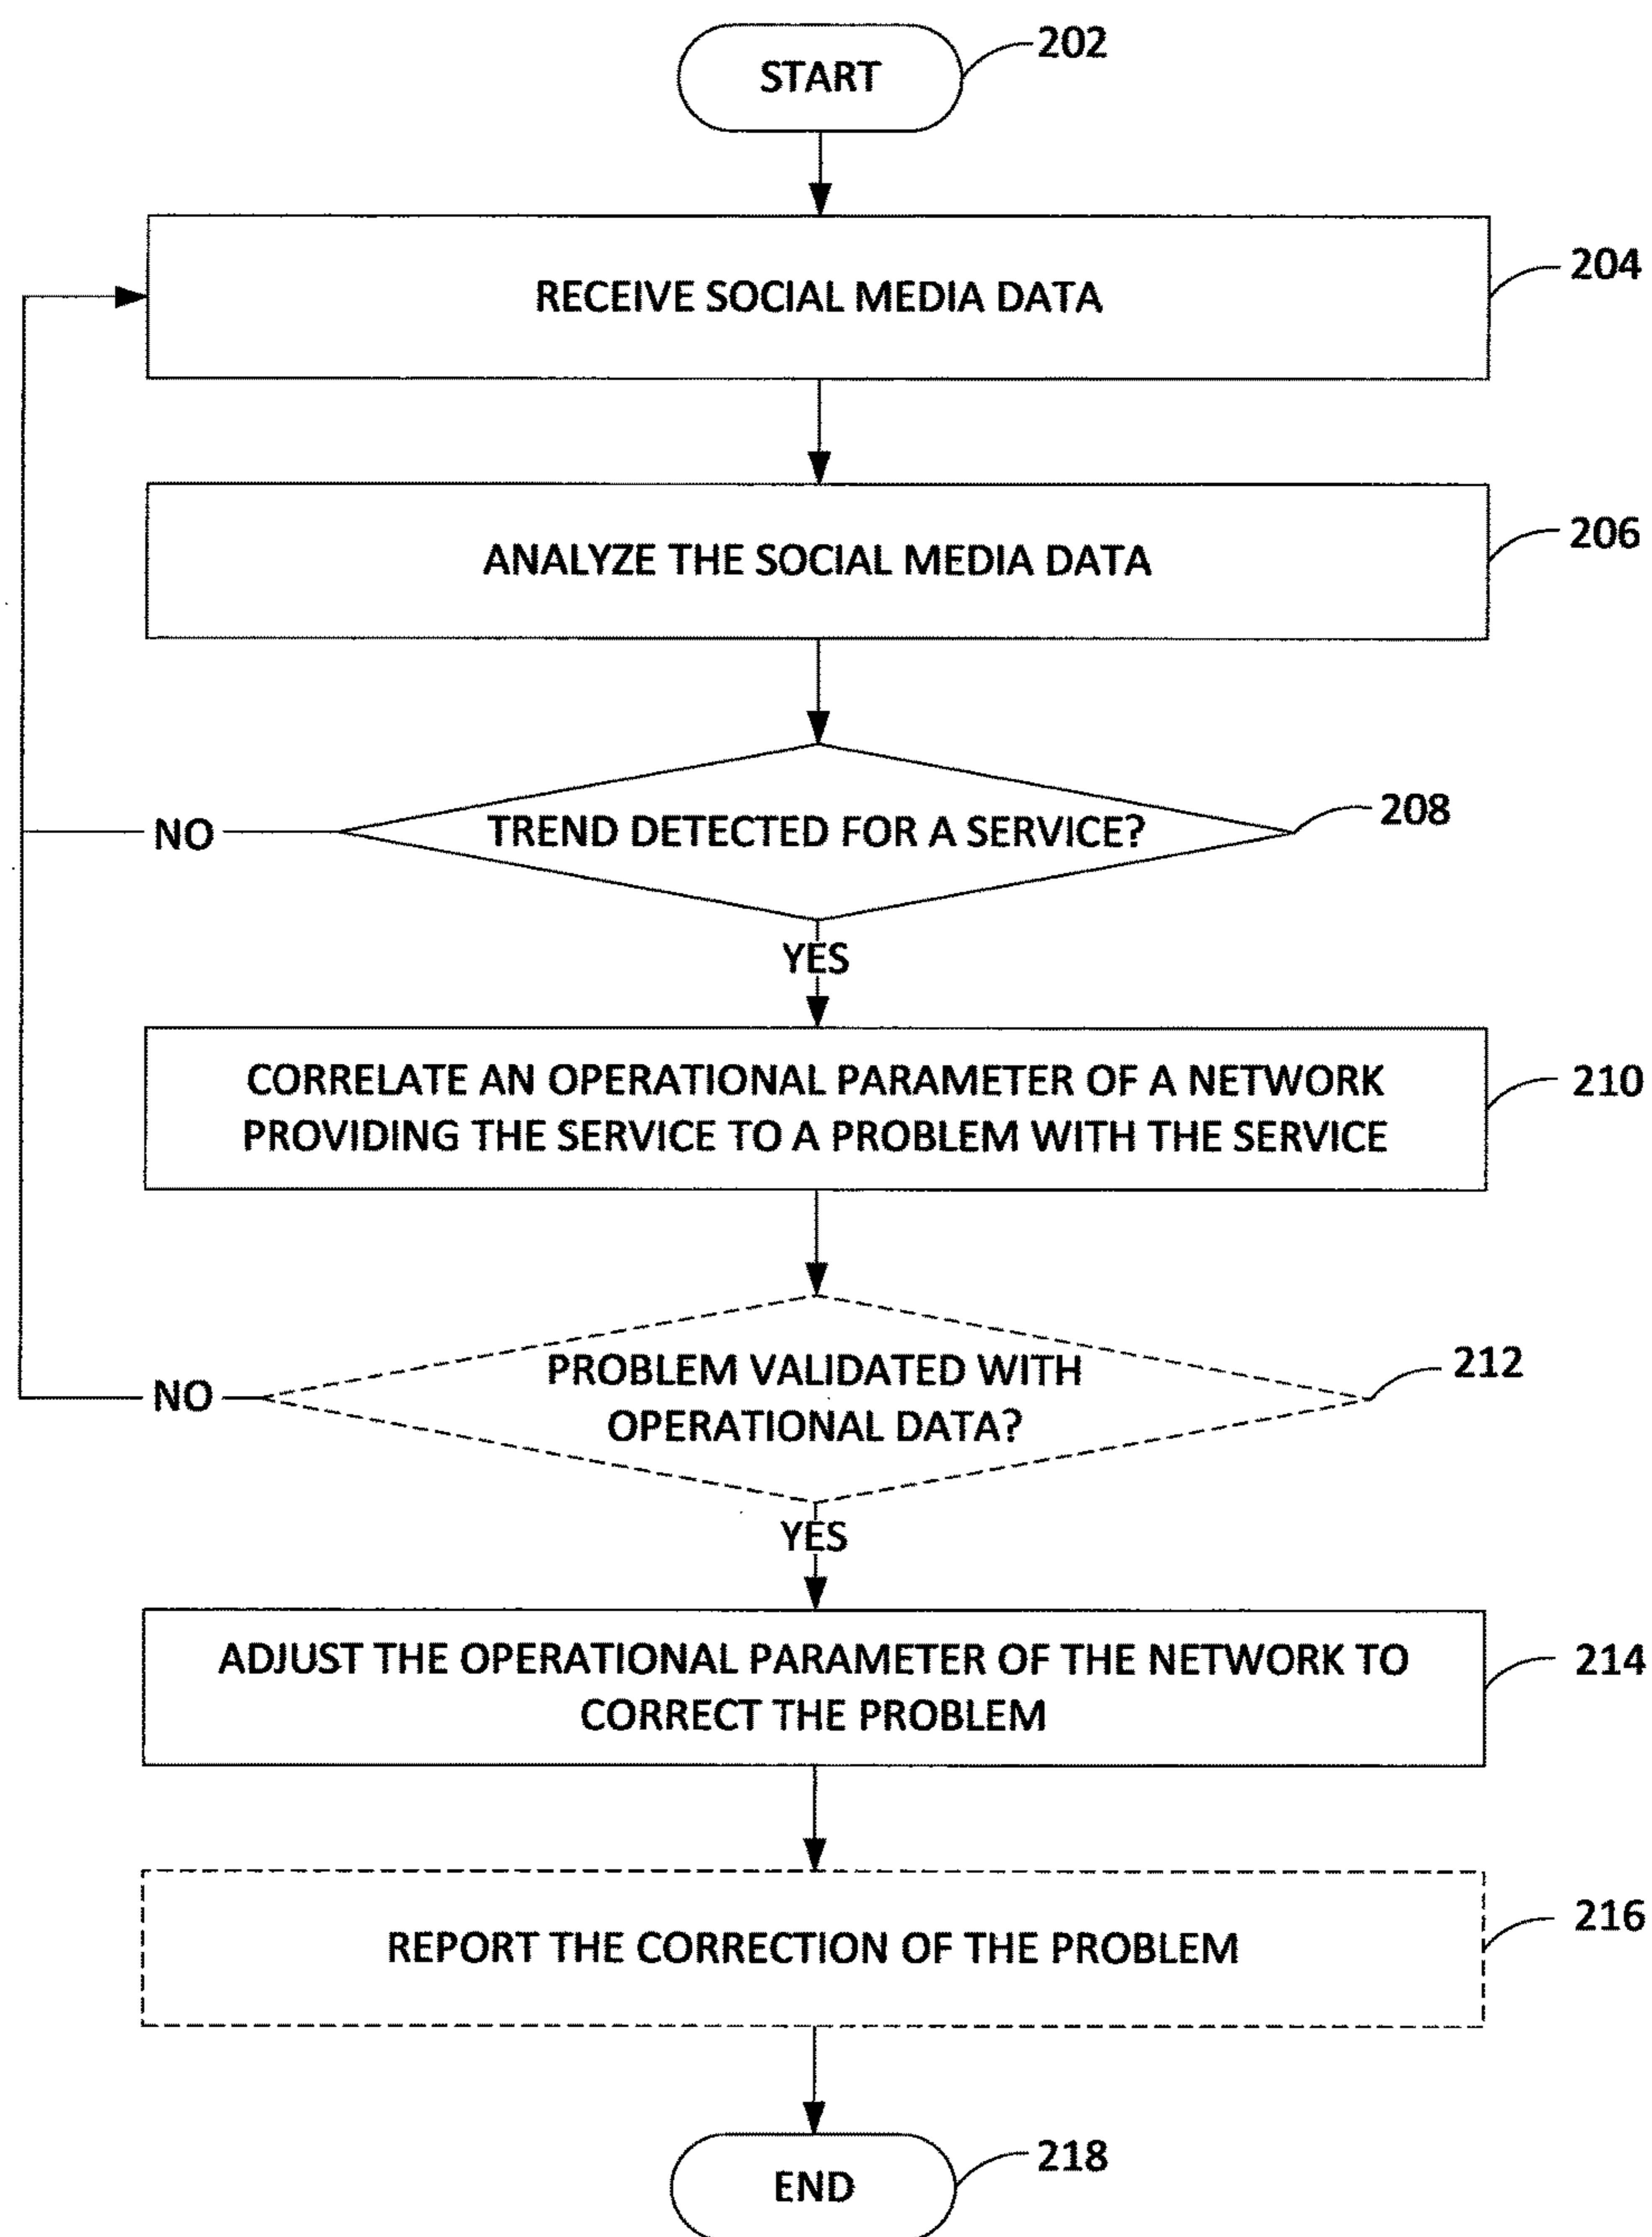 START
202
RECEIVE SOCIAL MEDIA DATA
204
ANALYZE THE SOCIAL MEDIA DATA
206
TREND DETECTED FOR A SERVICE?
208
NO
YES
CORRELATE AN OPERATIONAL PARAMETER OF A NETWORK
PROVIDING THE SERVICE TO A PROBLEM WITH THE SERVICE
210
PROBLEM VALIDATED WITH
OPERATIONAL DATA?
212
NO
YES
ADJUST THE OPERATIONAL PARAMETER OF THE NETWORK TO
CORRECT THE PROBLEM
214
REPORT THE CORRECTION OF THE PROBLEM
216
END
218